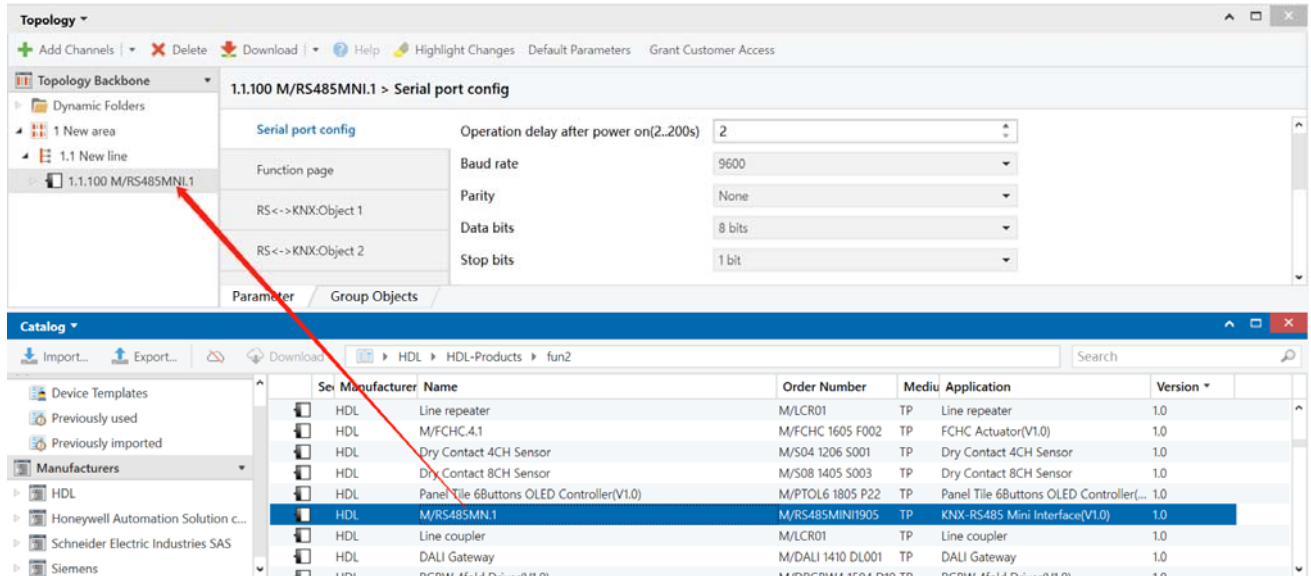 Topology
Add Channels Delete Download Help Highlight Changes Default Parameters Grant Customer Access
Topology Backbone
Dynamic Folders
1 New area
1.1 New line
1.1.100 M/RS485MNI.1
1.1.100 M/RS485MNI.1 > Serial port config
Serial port config
Function page
RS<->KNX:Object 1
RS<->KNX:Object 2
Operation delay after power on(2..200s) 2
Baud rate 9600
Parity None
Data bits 8 bits
Stop bits 1 bit
Parameter Group Objects
Catalog
Import... Export... Download HDL HDL-Products fun2 Search
Device Templates
Previously used
Previously imported
Manufacturers
HDL
Honeywell Automation Solution c...
Schneider Electric Industries SAS
Siemens
Se Manufacturer Name Order Number Mediu Application Version
HDL Line repeater M/LCR01 TP Line repeater 1.0
HDL M/FCHC.4.1 M/FCHC 1605 F002 TP FCHC Actuator(V1.0) 1.0
HDL Dry Contact 4CH Sensor M/S04 1206 S001 TP Dry Contact 4CH Sensor 1.0
HDL Dry Contact 8CH Sensor M/S08 1405 S003 TP Dry Contact 8CH Sensor 1.0
HDL Panel Tile 6Buttons OLED Controller(V1.0) M/PTOL6 1805 P22 TP Panel Tile 6Buttons OLED Controller(... 1.0
HDL M/RS485MN.1 M/RS485MINI1905 TP KNX-RS485 Mini Interface(V1.0) 1.0
HDL Line coupler M/LCR01 TP Line coupler 1.0
HDL DALI Gateway M/DALI 1410 DL001 TP DALI Gateway 1.0